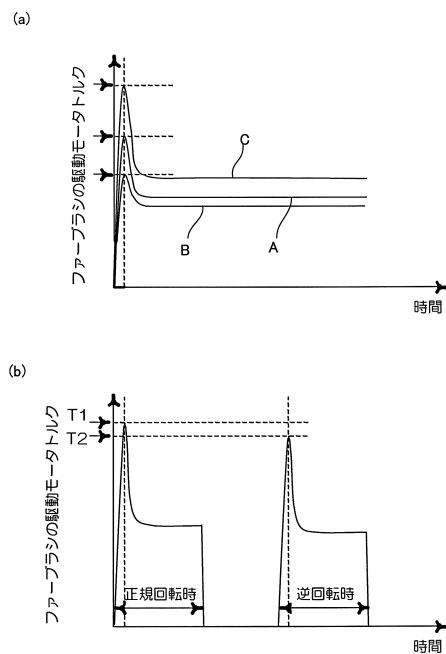 (a)
ファーブラシの駆動モータトルク
C
A
B
時間
(b)
ファーブラシの駆動モータトルク
T1
T2
正規回転時
逆回転時
時間